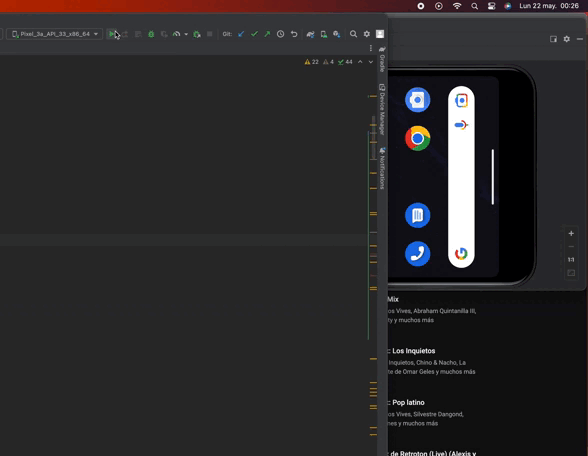 Lun 22 may. 00:26
Pixel_3a_API_33_x86_64
Git:
22 4 44
Gradle
Device Manager
Notifications
1:1
Mix
os Vives, Abraham Quintanilla III,
ty y muchos más
: Los Inquietos
Inquietos, Chino & Nacho, La
te de Omar Geles y muchos más
: Pop latino
os Vives, Silvestre Dangond,
nes y muchos más
de Retroton (Live) (Alexis y